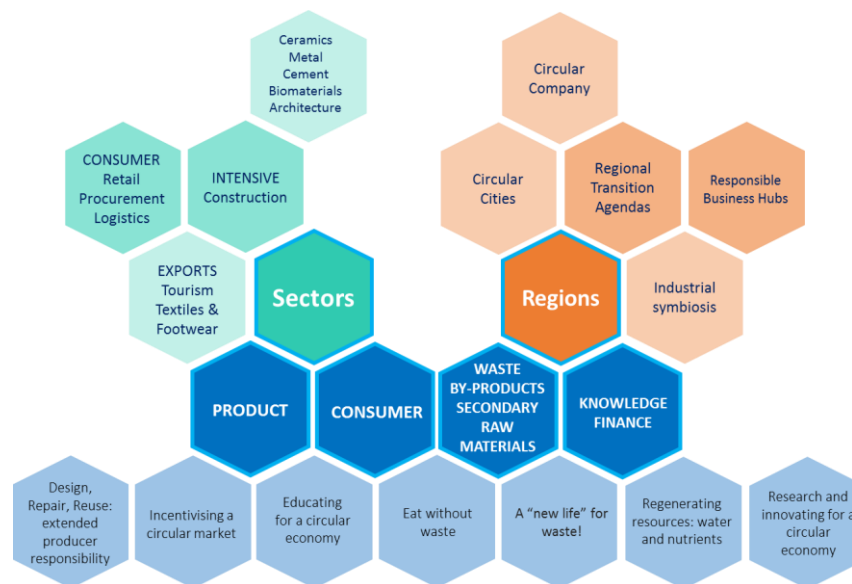 Ceramics
Metal
Cement
Biomaterials
Architecture
Circular
Company
CONSUMER
Retail
Procurement
Logistics
INTENSIVE
Construction
Circular
Cities
Regional
Transition
Agendas
Responsible
Business Hubs
EXPORTS
Tourism
Textiles &
Footwear
Sectors
Regions
Industrial
symbiosis
PRODUCT
CONSUMER
WASTE
BY-PRODUCTS
SECONDARY
RAW
MATERIALS
KNOWLEDGE
FINANCE
Design,
Repair, Reuse:
extended
producer
responsibility
Incentivising a
circular market
Educating
for a circular
economy
Eat without
waste
A “new life” for
waste!
Regenerating
resources: water
and nutrients
Research and
innovating for a
circular
economy